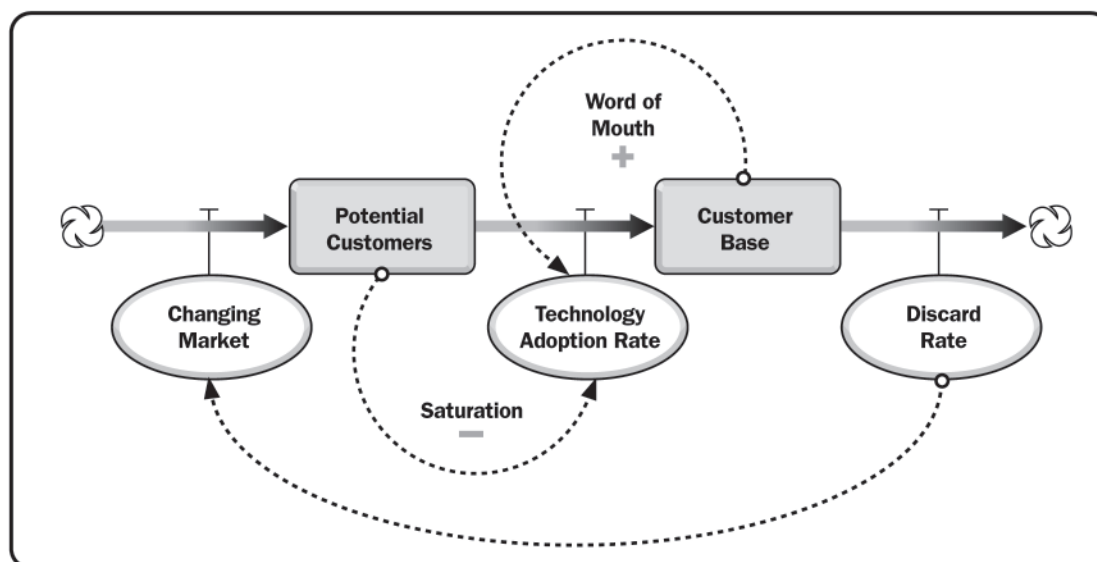 Word of
Mouth
+
Potential
Customers
Customer
Base
Changing
Market
Technology
Adoption Rate
Discard
Rate
Saturation
−